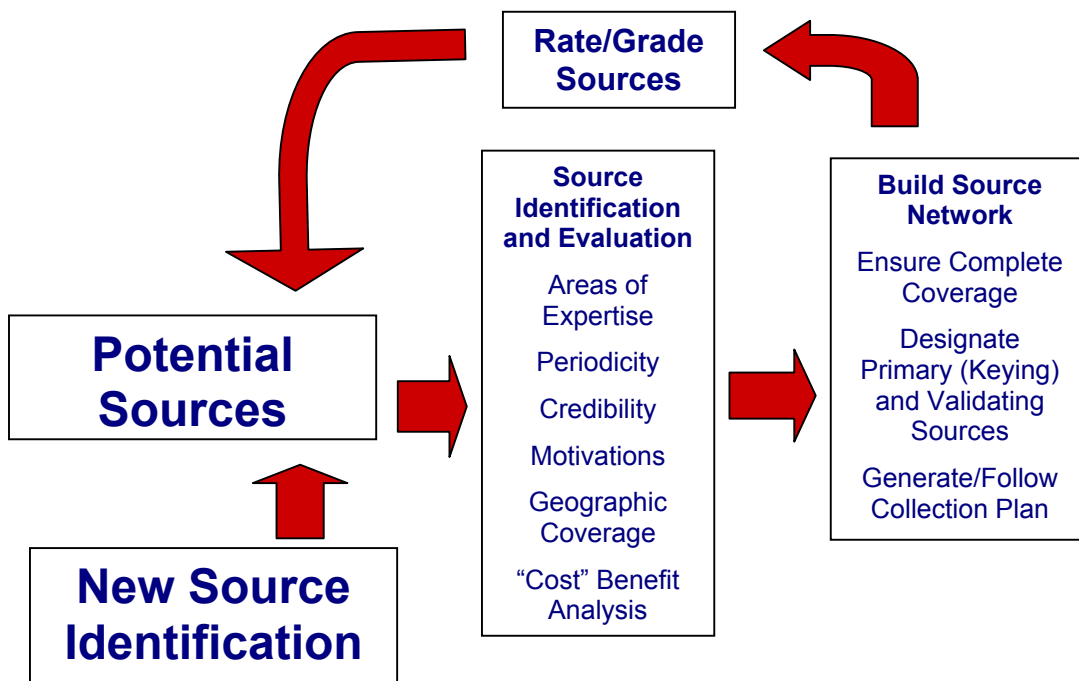 Rate/Grade
Sources
Potential
Sources
New Source
Identification
Source
Identification
and Evaluation
Areas of
Expertise
Periodicity
Credibility
Motivations
Geographic
Coverage
“Cost” Benefit
Analysis
Build Source
Network
Ensure Complete
Coverage
Designate
Primary (Keying)
and Validating
Sources
Generate/Follow
Collection Plan